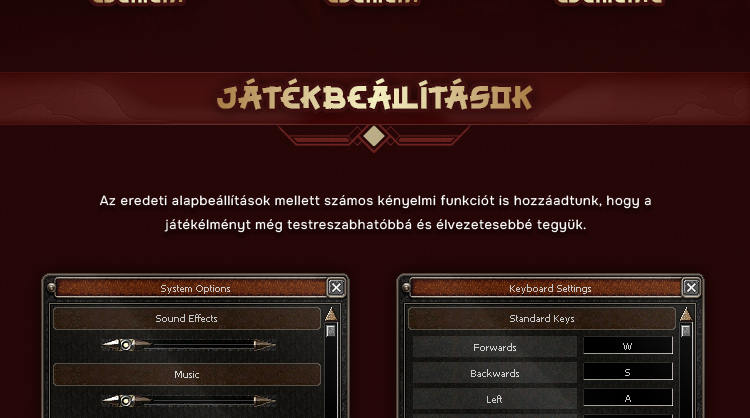 JÁTÉKBEÁLLÍTÁSOK
Az eredeti alapbeállítások mellett számos kényelmi funkciót is hozzáadtunk, hogy a
játékélményt még testreszabhatóbbá és élvezetesebbé tegyük.
System Options
Keyboard Settings
Sound Effects
Standard Keys
Forwards W
Music
Backwards S
Left A